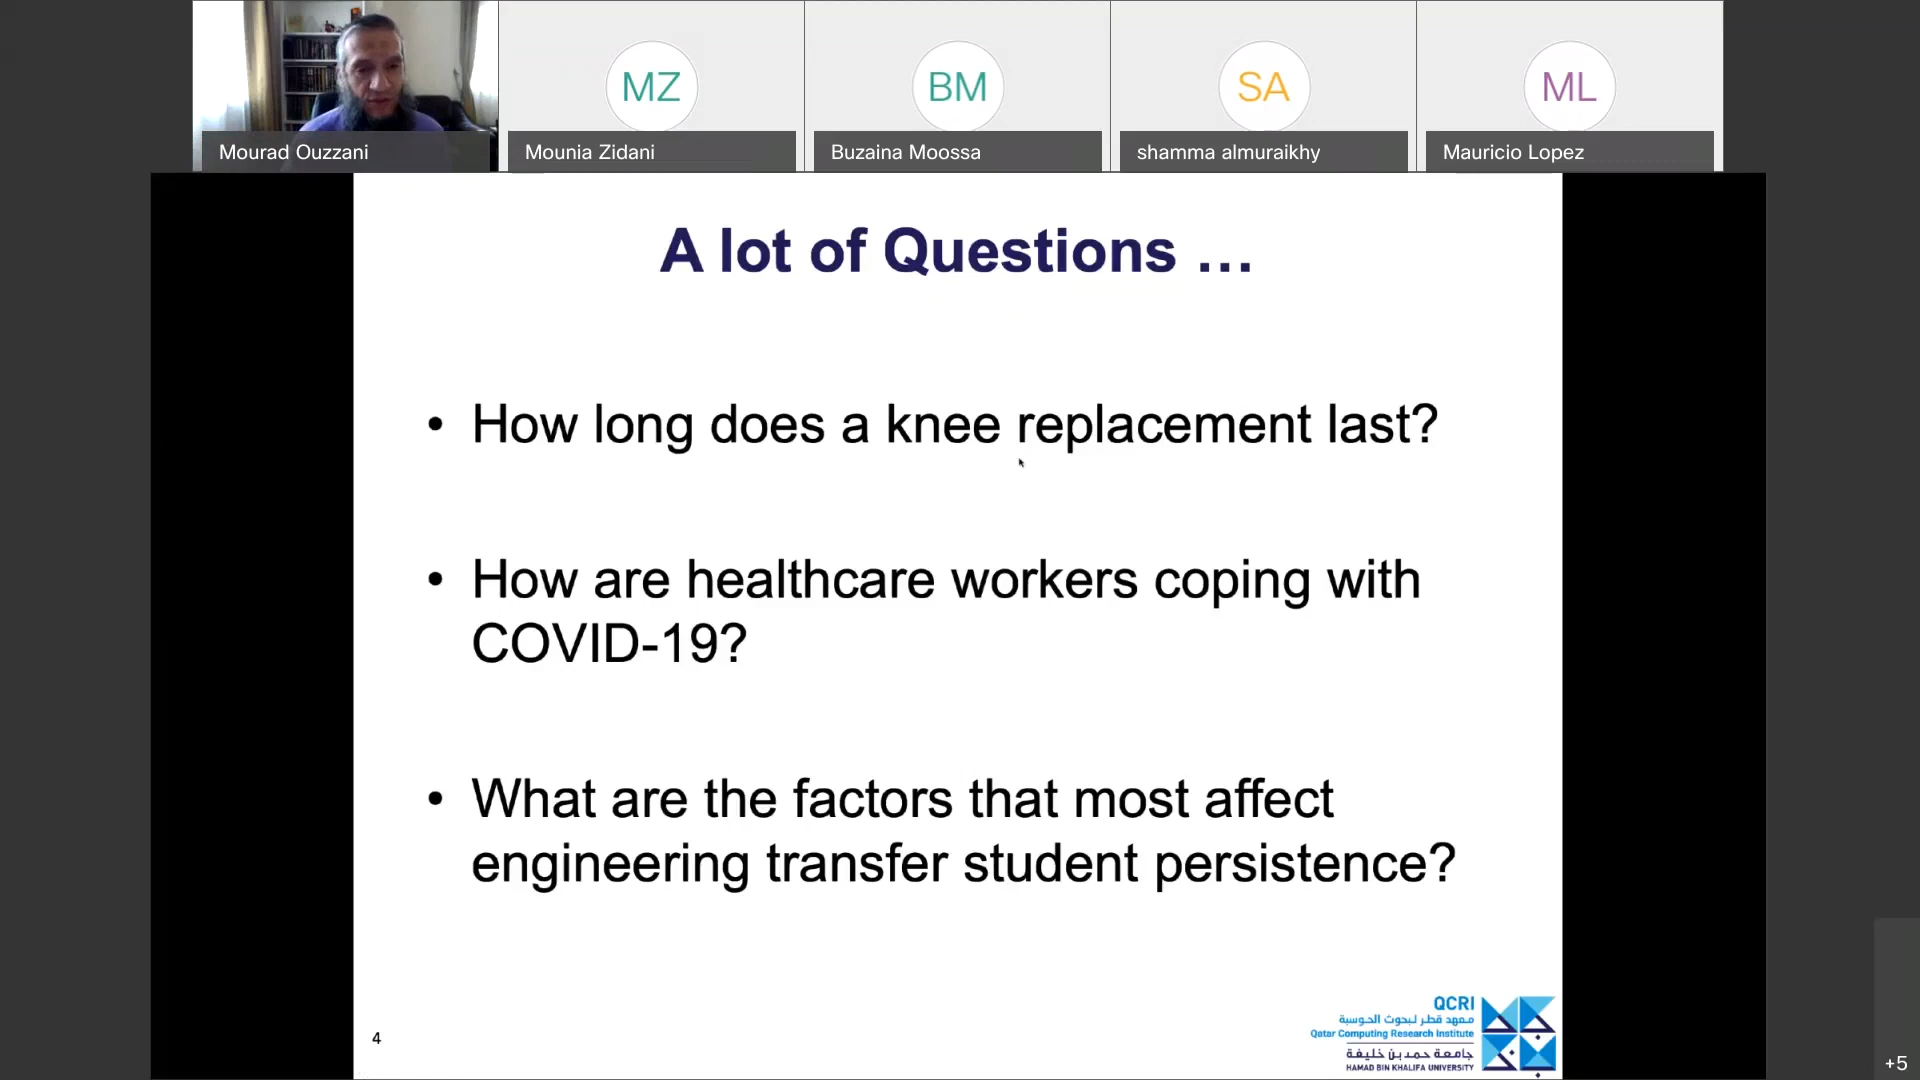 MZ
BM
SA
ML
Mourad Ouzzani
Mounia Zidani
Buzaina Moossa
shamma almuraikhy
Mauricio Lopez
A lot of Questions ...
• How long does a knee replacement last?
• How are healthcare workers coping with
COVID-19?
• What are the factors that most affect
engineering transfer student persistence?
4
QCRI
معهد قطر لبحوث الحوسبة
Qatar Computing Research Institute
جامعة حمد بن خليفة
HAMAD BIN KHALIFA UNIVERSITY
+5